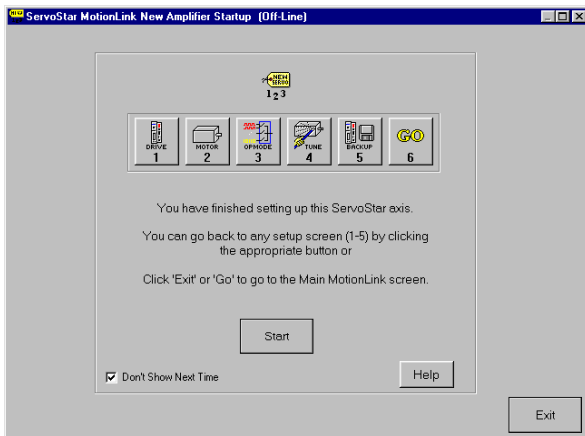 ServoStar MotionLink New Amplifier Startup (Off-Line)
NEW
SERVO
1 2 3
DRIVE
1
MOTOR
2
OPMODE
3
TUNE
4
BACKUP
5
GO
6
You have finished setting up this ServoStar axis.
You can go back to any setup screen (1-5) by clicking
the appropriate button or
Click 'Exit' or 'Go' to go to the Main MotionLink screen.
Start
Don't Show Next Time
Help
Exit